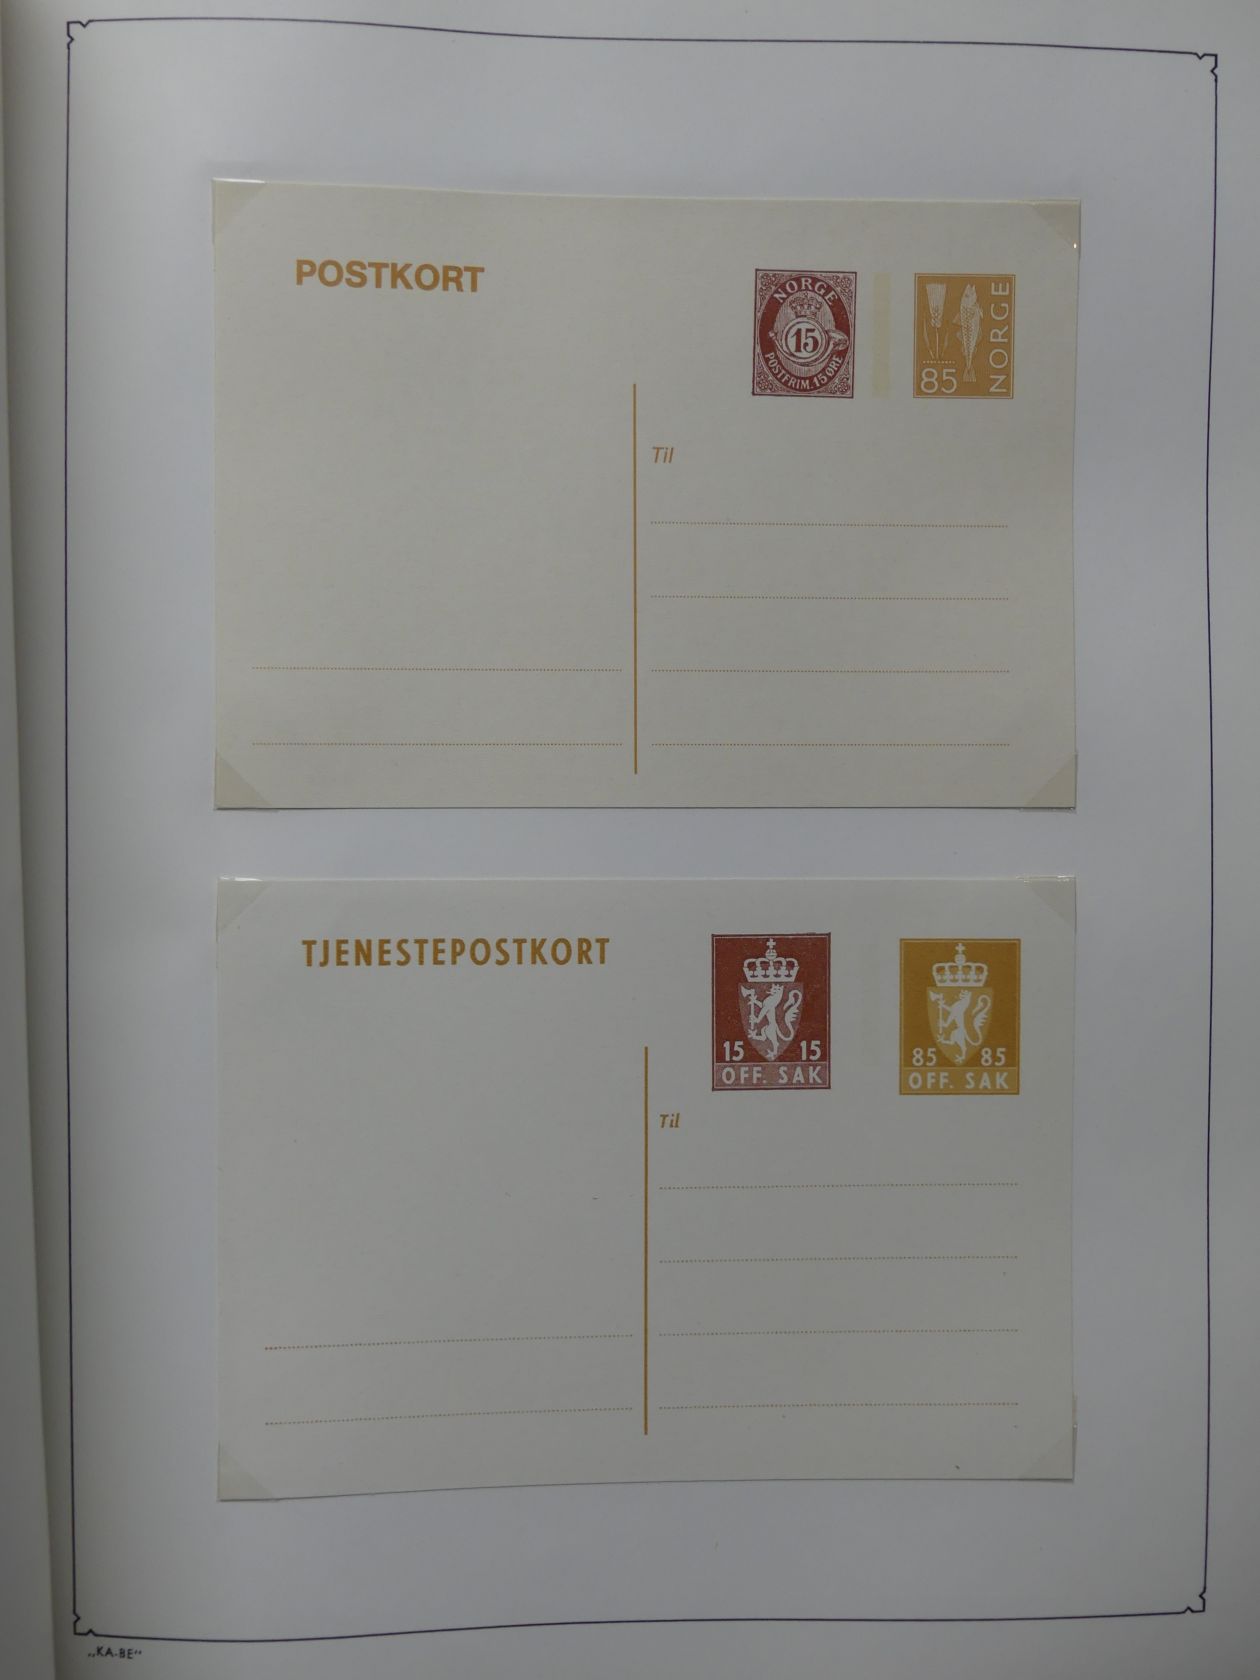 POSTKORT
NORGE
15
POSTFRIM. 15 ØRE
85
NORGE
Til
TJENESTEPOSTKORT
15 15
OFF. SAK
85 85
OFF. SAK
Til
„KA-BE“